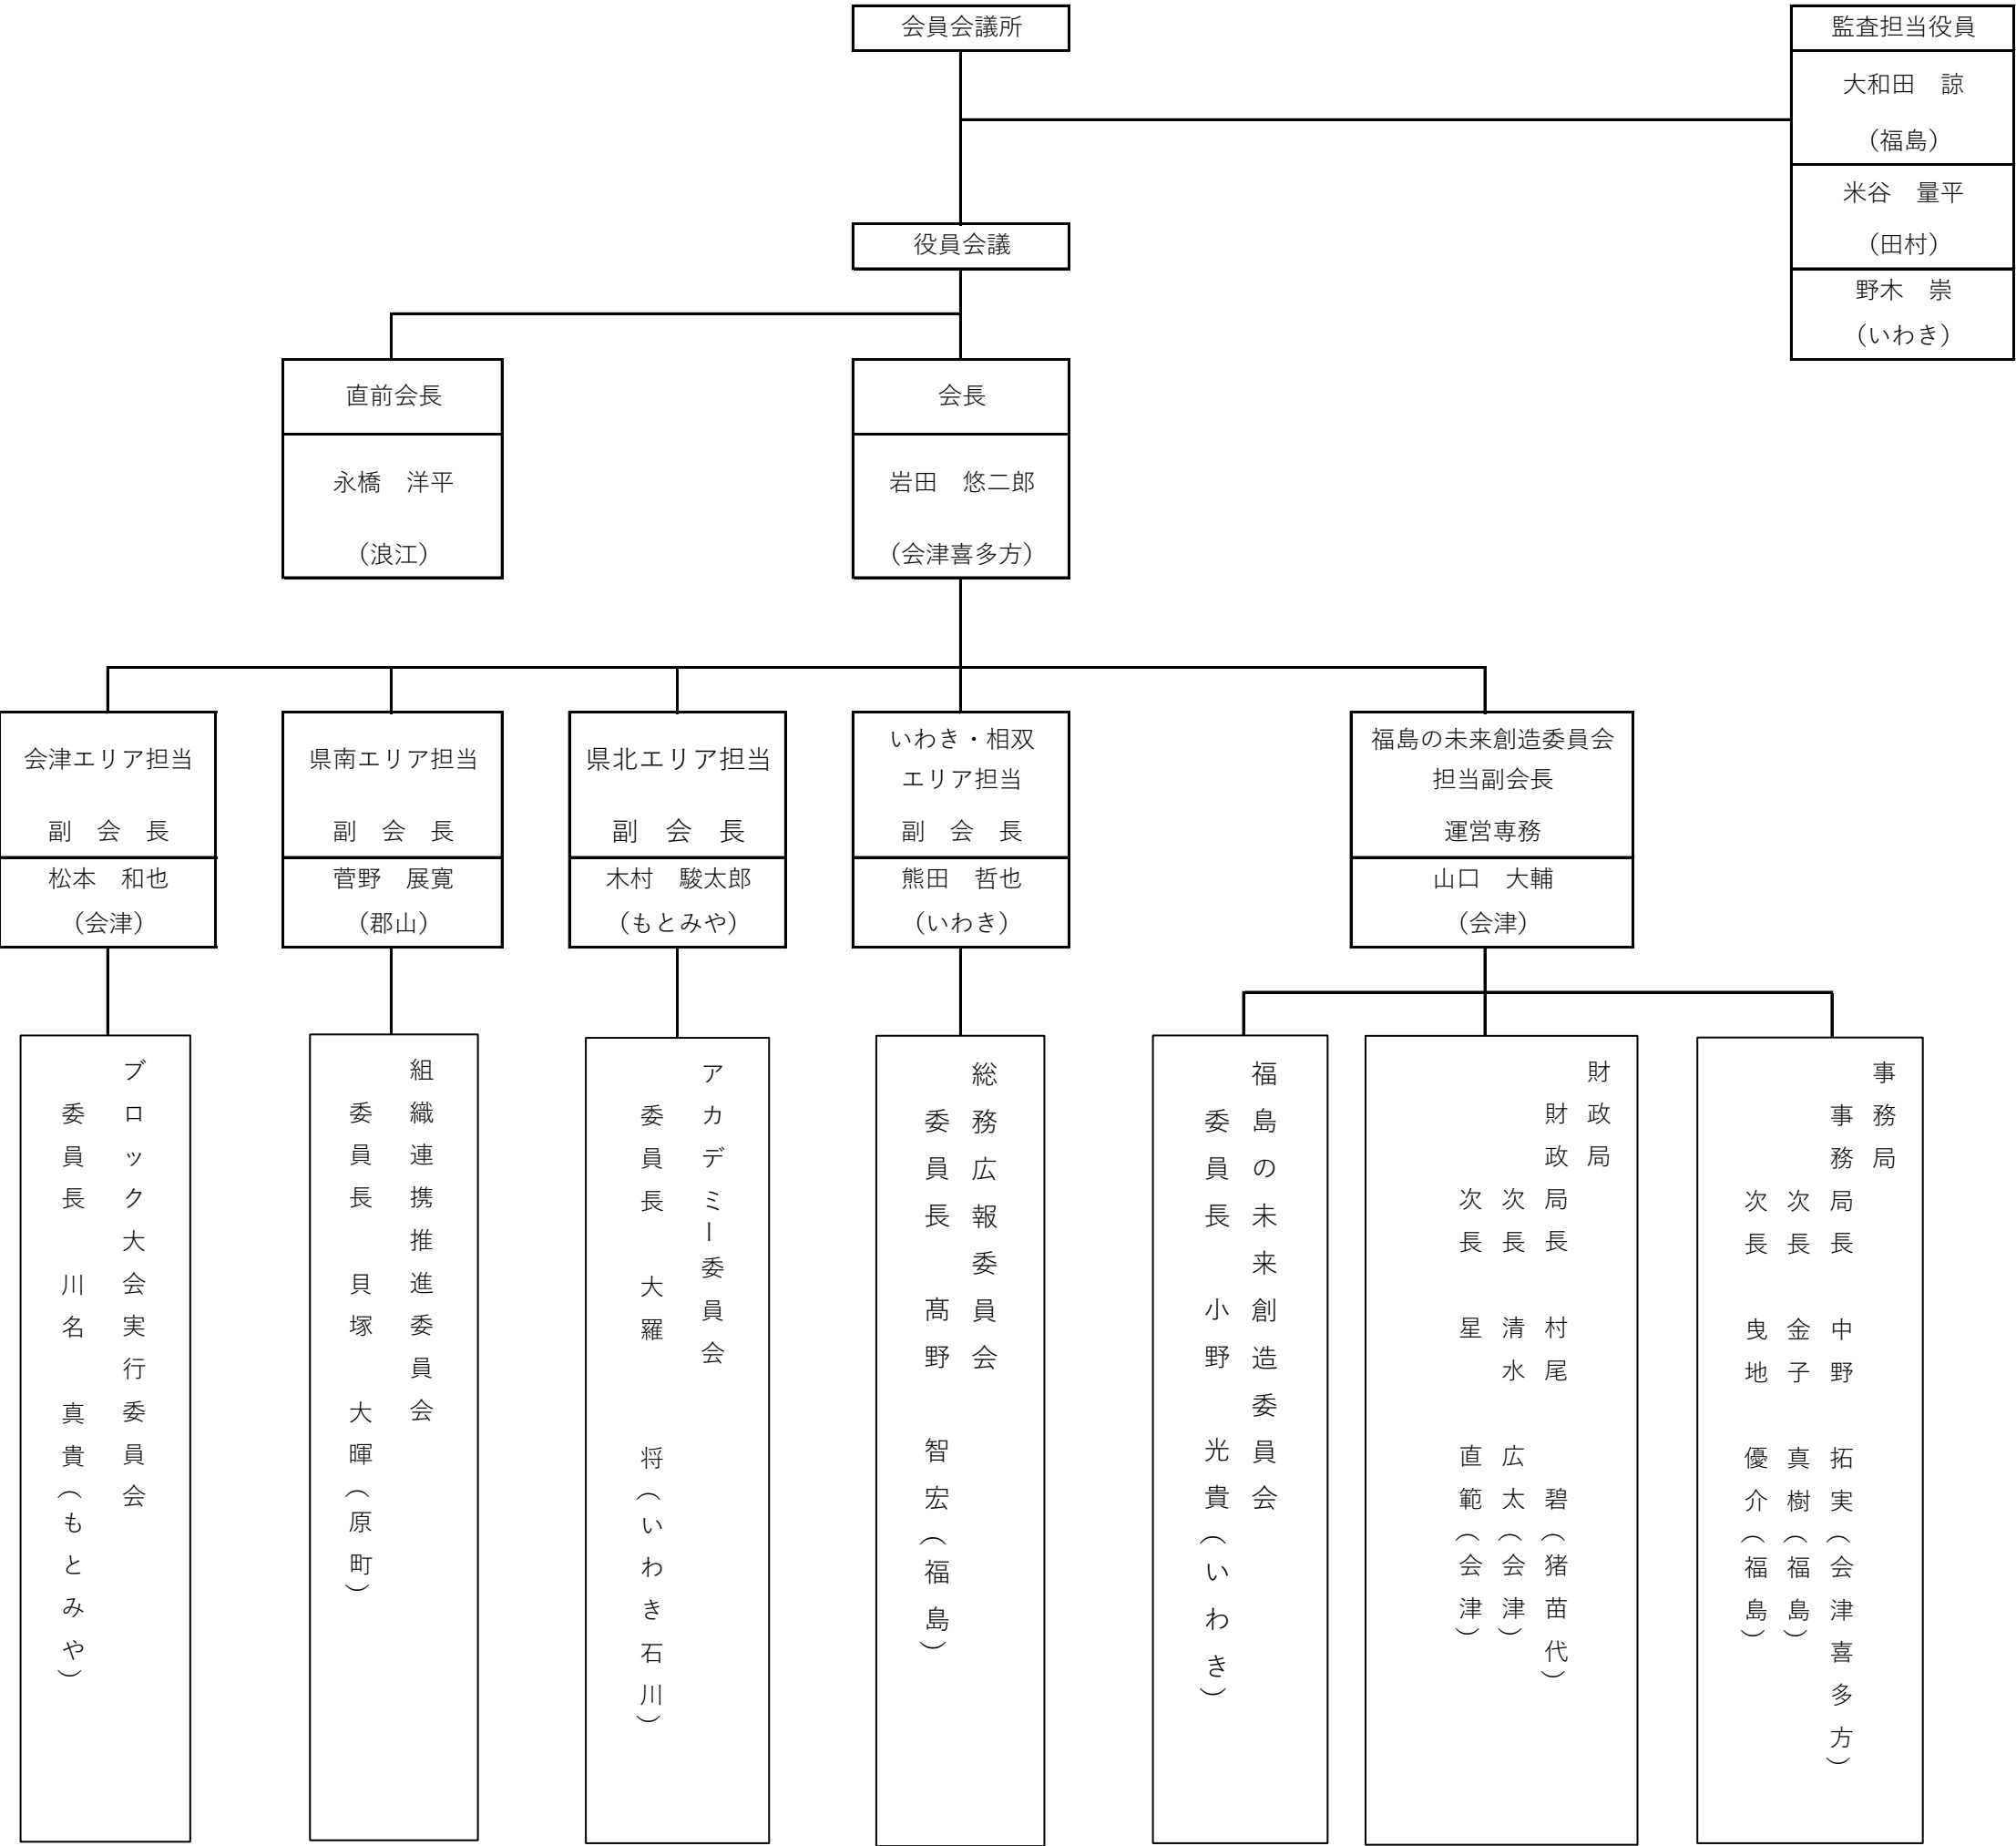 会員会議所
監査担当役員
大和田　諒
（福島）
米谷　量平
（田村）
野木　崇
（いわき）
役員会議
直前会長
永橋　洋平
（浪江）
会長
岩田　悠二郎
（会津喜多方）
会津エリア担当
副　会　長
松本　和也
（会津）
県南エリア担当
副　会　長
菅野　展寛
（郡山）
県北エリア担当
副　会　長
木村　駿太郎
（もとみや）
いわき・相双
エリア担当
副　会　長
熊田　哲也
（いわき）
福島の未来創造委員会
担当副会長
運営専務
山口　大輔
（会津）
ブロック大会実行委員会
委員長　川名　真貴（もとみや）
組織連携推進委員会
委員長　貝塚　大暉（原町）
アカデミー委員会
委員長　大羅　　将（いわき石川）
総務広報委員会
委員長　髙野　智宏（福島）
福島の未来創造委員会
委員長　小野　光貴（いわき）
財政局
財政局長　村尾　　碧（猪苗代）
次長　清水　広太（会津）
次長　星　　直範（会津）
事務局
事務局長　中野　拓実（会津喜多方）
次長　金子　真樹（福島）
次長　曳地　優介（福島）